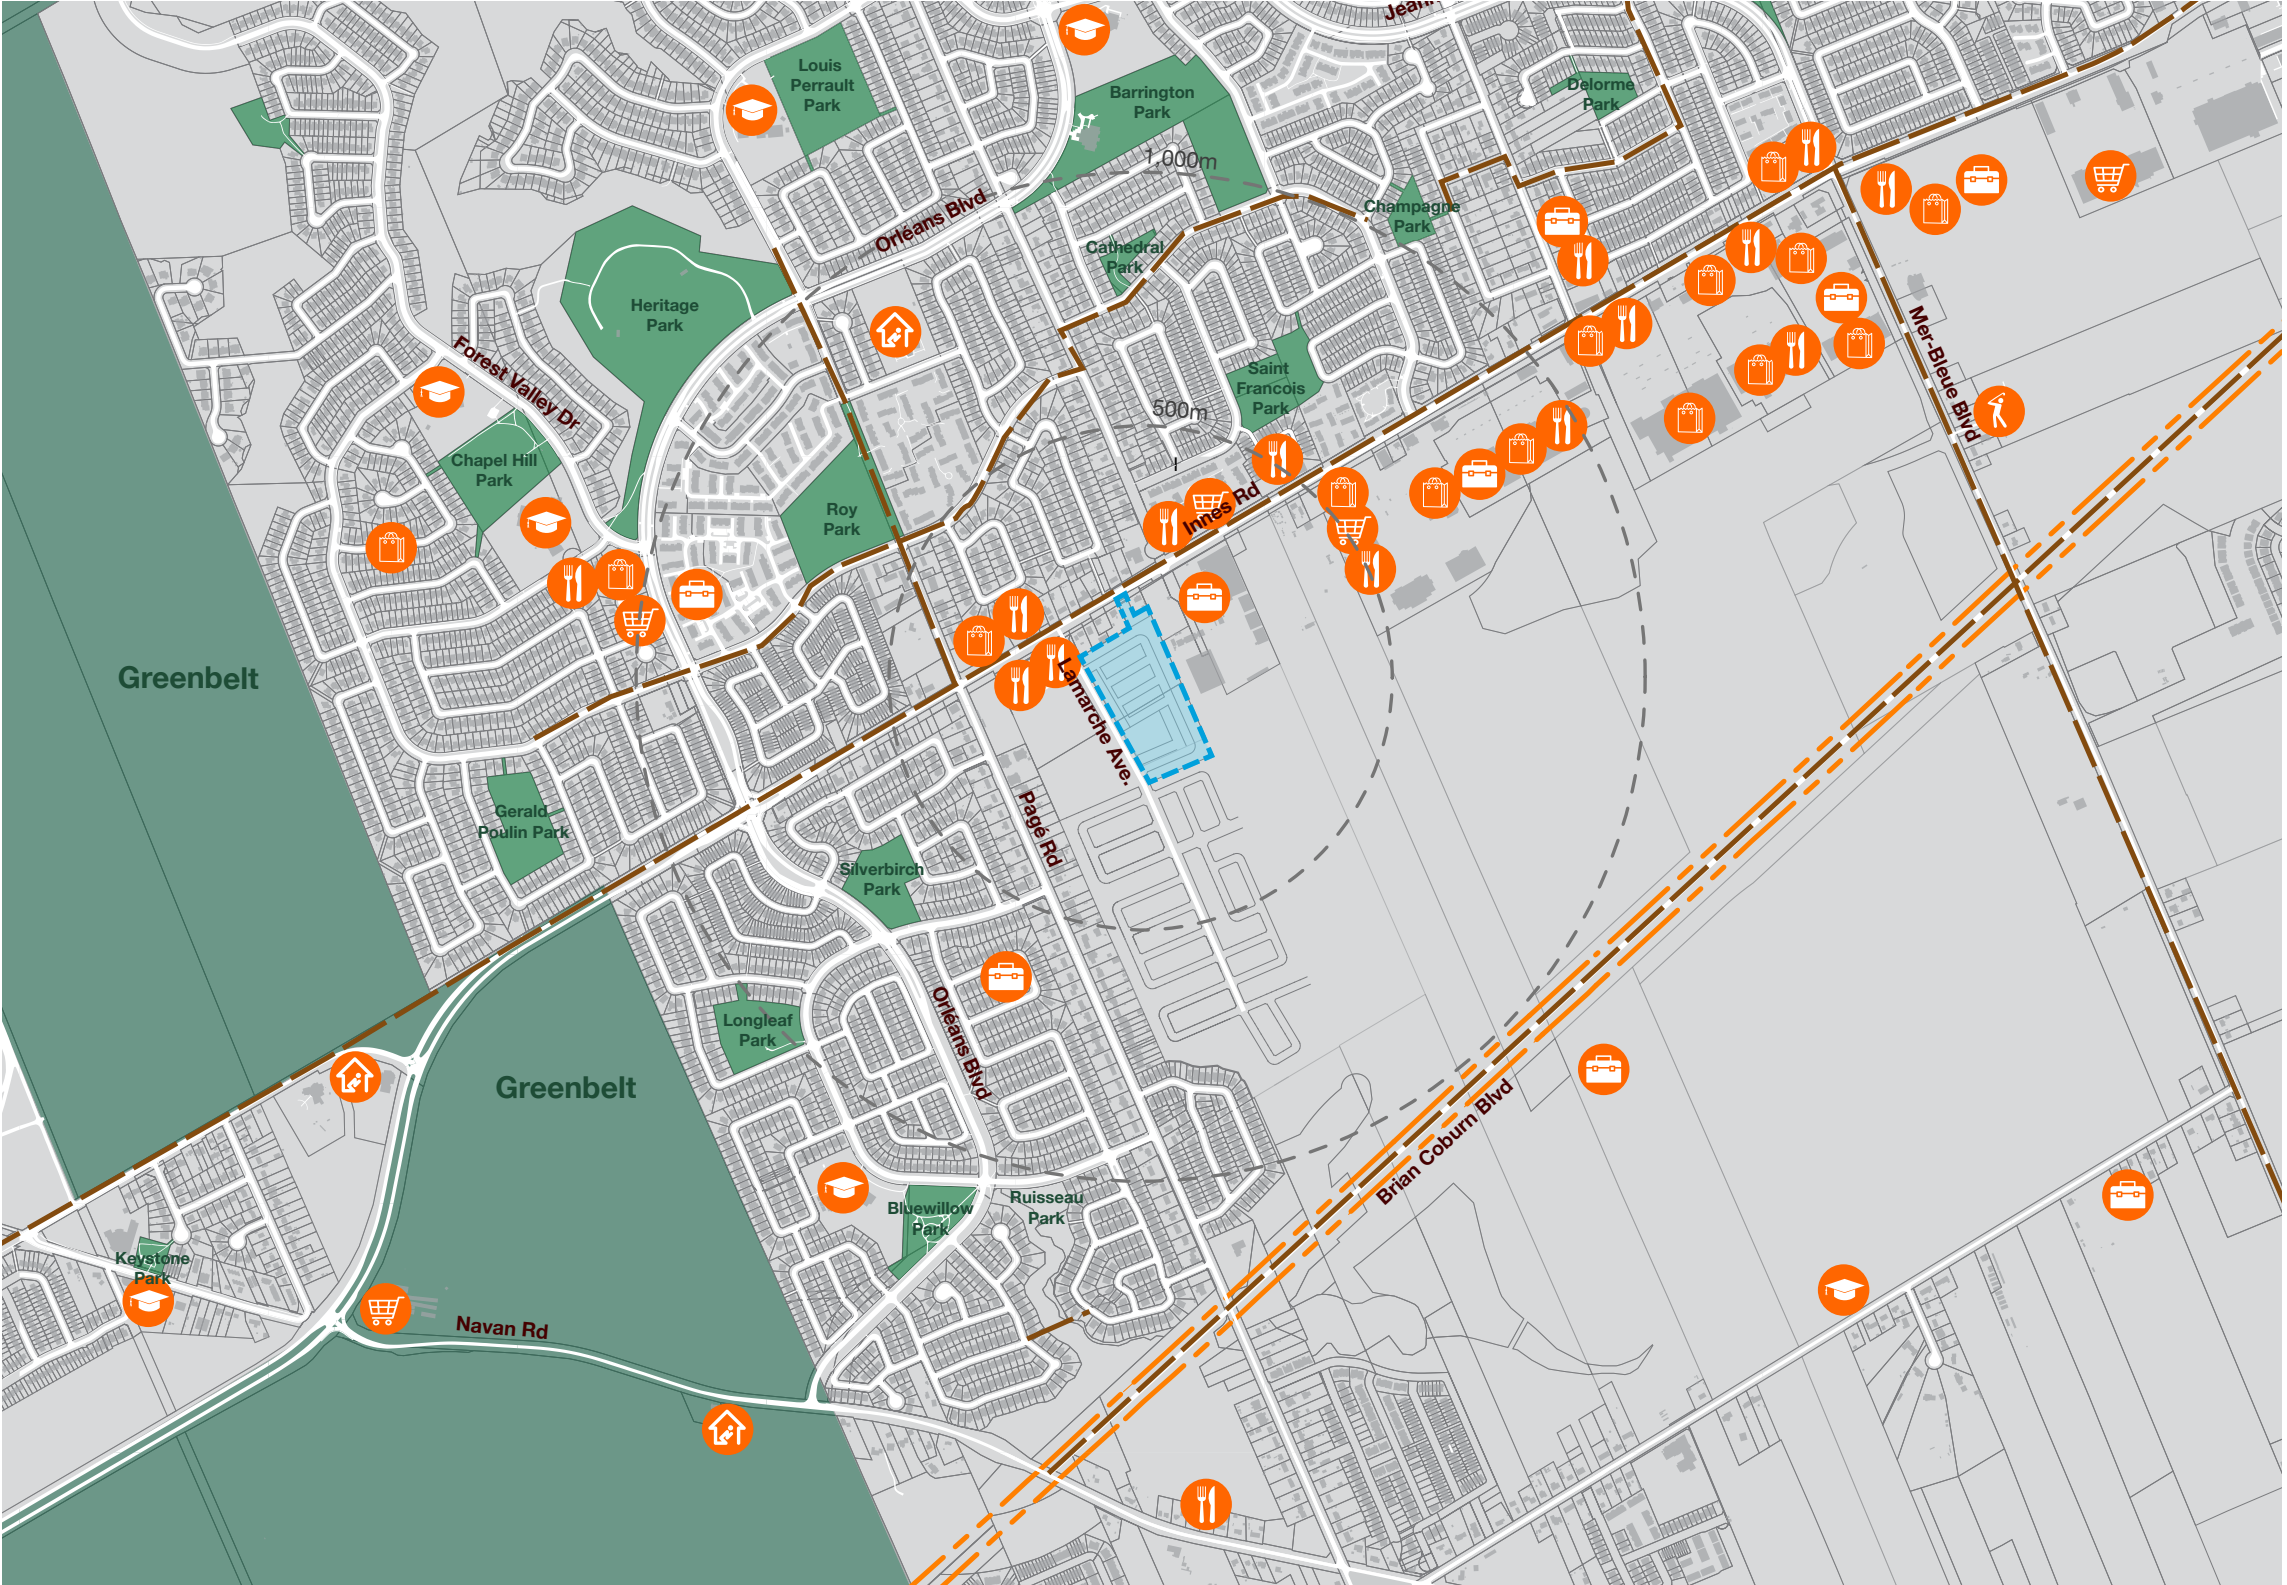 Jean
Louis
Perrault
Park
Barrington
Park
Delorme
Park
1,000m
Orléans Blvd
Champagne
Park
Cathedral
Park
Heritage
Park
Forest Valley Dr
Mer-Bleue Blvd
Saint
Francois
Park
500m
Chapel Hill
Park
Roy
Park
Innes Rd
Greenbelt
Lamarche Ave.
Gerald
Poulin Park
Pagé Rd
Silverbirch
Park
Longleaf
Park
Orléans Blvd
Greenbelt
Brian Coburn Blvd
Ruisseau
Park
Bluewillow
Park
Keystone
Park
Navan Rd